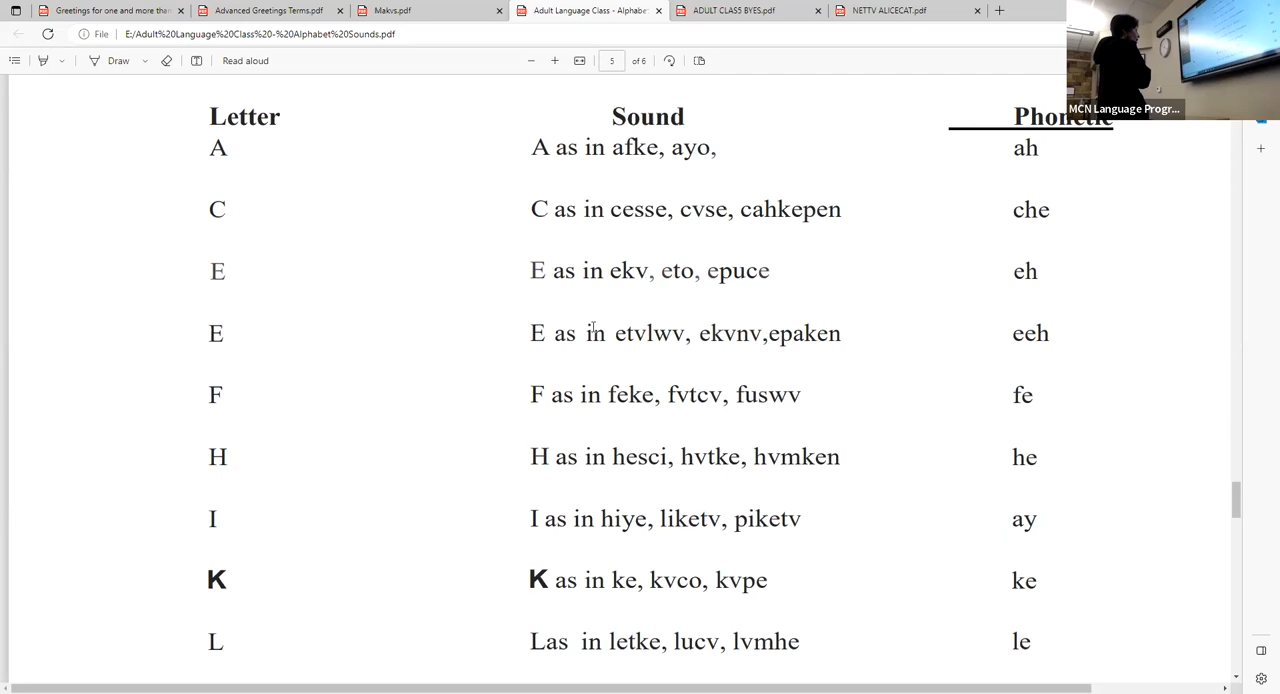 Greetings for one and more than
Advanced Greetings Terms.pdf
Makvs.pdf
Adult Language Class - Alphabet
ADULT CLAS5 BYES.pdf
NETTV ALICECAT.pdf
File E:/Adult%20Language%20Class%20-%20Alphabet%20Sounds.pdf
Draw Read aloud 5 of 6
MCN Language Progr...
Letter Sound Phonetic
A A as in afke, ayo, ah
C C as in cesse, cvse, cahkepen che
E E as in ekv, eto, epuce eh
E E as in etvlwv, ekvnv,epaken eeh
F F as in feke, fvtcv, fuswv fe
H H as in hesci, hvtke, hvmken he
I I as in hiye, liketv, piketv ay
K K as in ke, kvco, kvpe ke
L Las in letke, lucv, lvmhe le